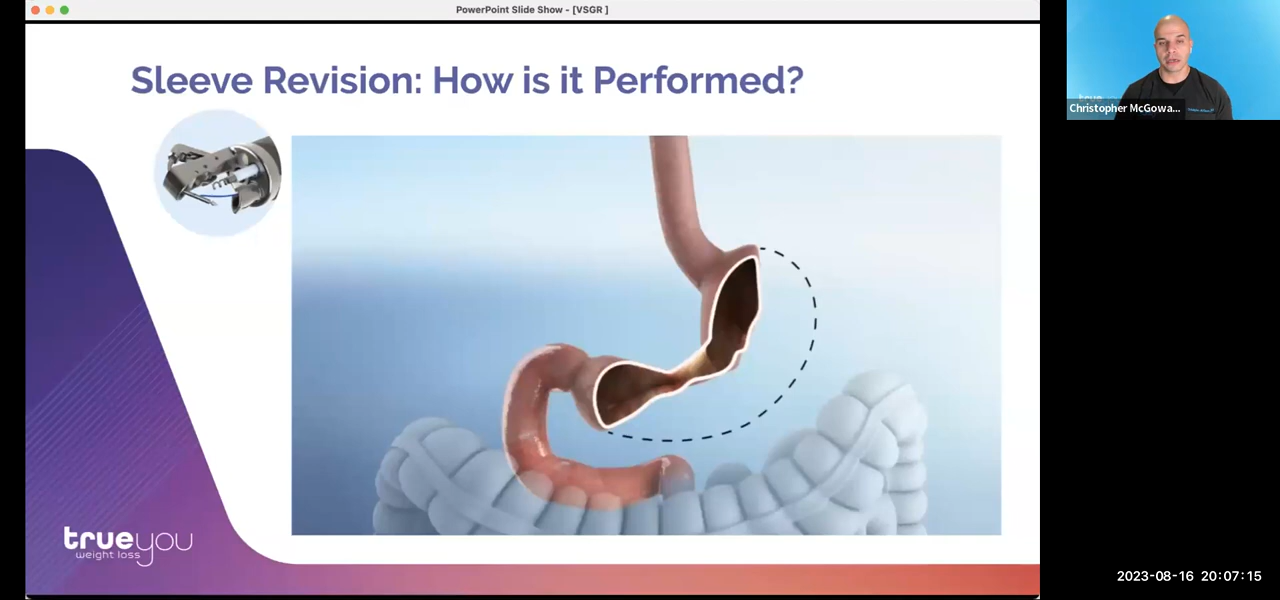 PowerPoint Slide Show - [VSGR ]
Sleeve Revision: How is it Performed?
Christopher McGowa...
trueyou
weight loss
2023-08-16 20:07:15